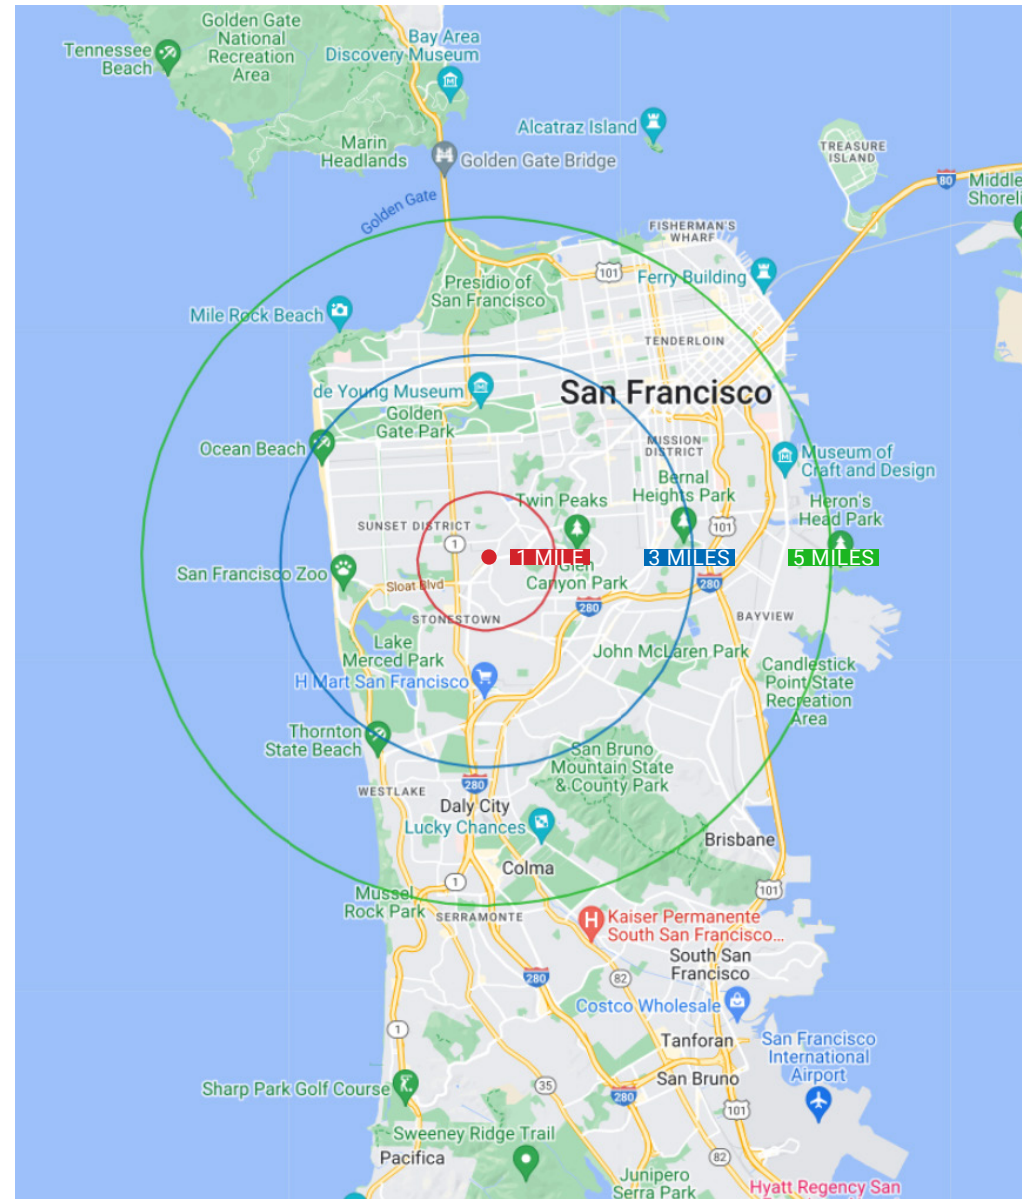 Golden Gate
National
Recreation
Area
Tennessee
Beach
Bay Area
Discovery Museum
Alcatraz Island
Marin
Headlands
Golden Gate Bridge
TREASURE
ISLAND
80
Middle
Shoreli
Golden Gate
FISHERMAN'S
WHARF
101
Ferry Building
Presidio of
San Francisco
Mile Rock Beach
TENDERLOIN
de Young Museum
San Francisco
Golden
Gate Park
Ocean Beach
MISSION
DISTRICT
Museum of
Craft and Design
Bernal
Heights Park
Twin Peaks
Heron's
Head Park
SUNSET DISTRICT
101
1
1 MILE
3 MILES
5 MILES
San Francisco Zoo
Glen
Canyon Park
Sloat Blvd
280
280
STONESTOWN
BAYVIEW
Lake
Merced Park
John McLaren Park
Candlestick
Point State
Recreation
Area
H Mart San Francisco
Thornton
State Beach
San Bruno
Mountain State
& County Park
280
WESTLAKE
Daly City
Lucky Chances
Brisbane
Colma
1
101
Mussel
Rock Park
SERRAMONTE
H
Kaiser Permanente
South San Francisco...
South San
Francisco
280
82
Costco Wholesale
1
Tanforan
San Francisco
International
Airport
San Bruno
Sharp Park Golf Course
35
280
101
Sweeney Ridge Trail
Pacifica
82
Junipero
Serra Park
Hyatt Regency San